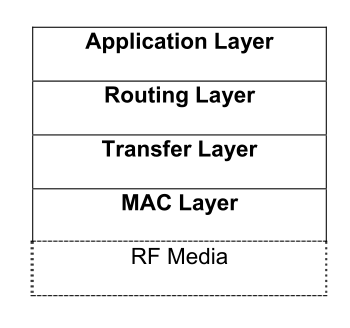 Application Layer
Routing Layer
Transfer Layer
MAC Layer
RF Media